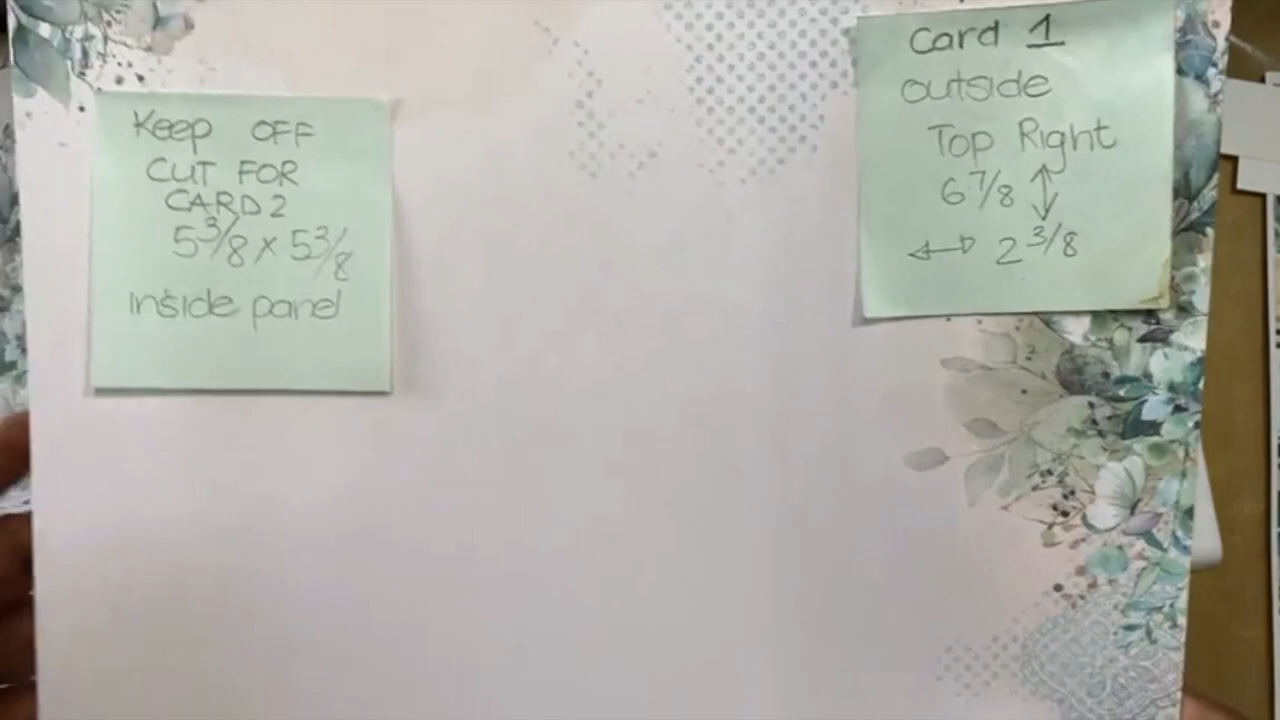 Keep OFF
CUT FOR
CARD 2
5 3/8 x 5 3/8
inside panel
Card 1
outside
Top Right
6 7/8 ↕
↔ 2 3/8